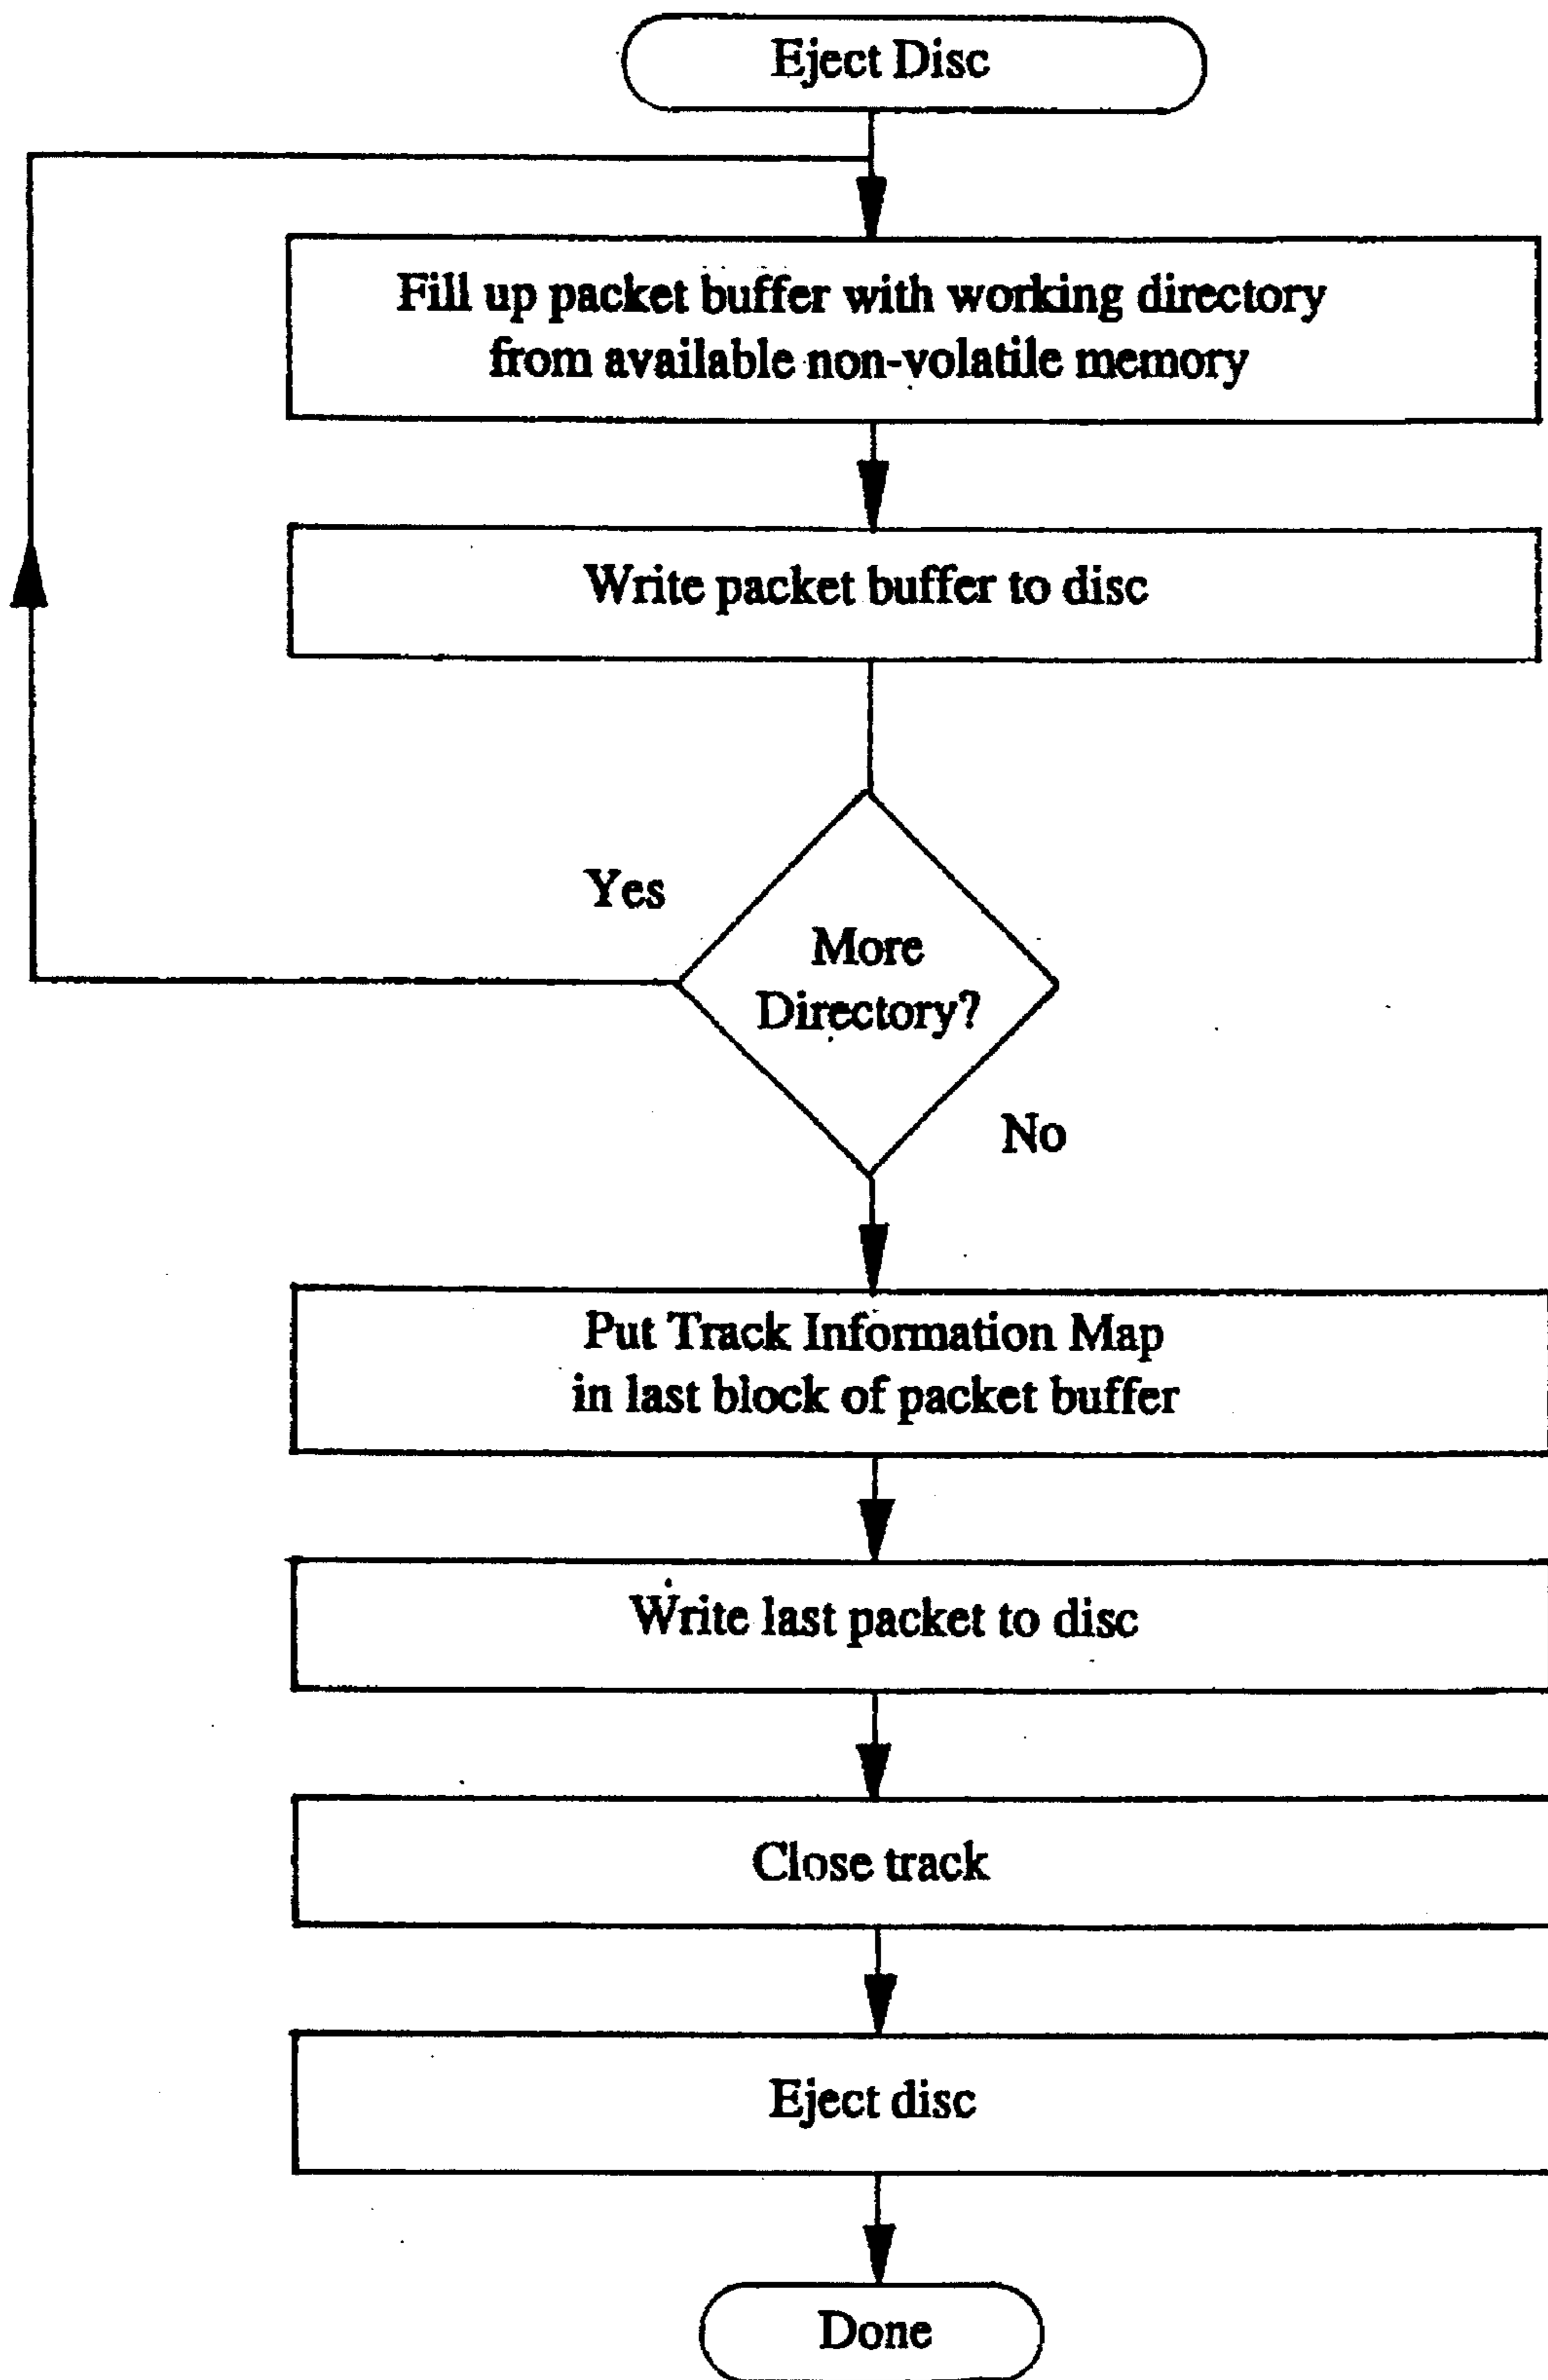 Eject Disc
Fill up packet buffer with working directory
from available non-volatile memory
Write packet buffer to disc
Yes
More
Directory?
No
Put Track Information Map
in last block of packet buffer
Write last packet to disc
Close track
Eject disc
Done